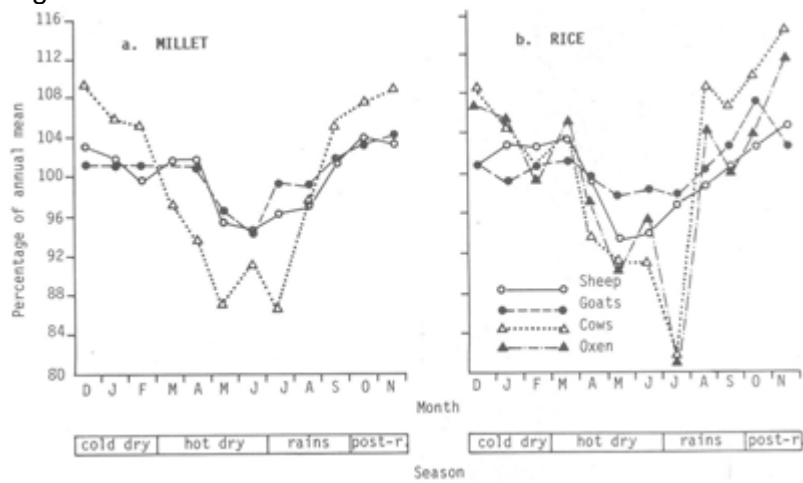 116
112
108
104
100
96
92
88
84
80
Percentage of annual mean
a. MILLET
D J F M A M J J A S O N
b. RICE
Sheep
Goats
Cows
Oxen
D J F M A M J J A S O N
Month
cold dry hot dry rains post-r.
cold dry hot dry rains post-r.
Season